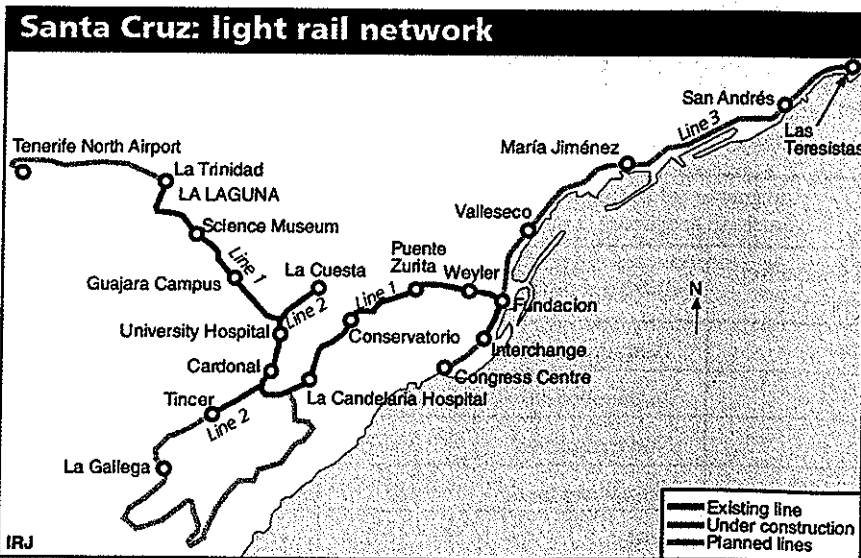 Santa Cruz: light rail network
San Andrés
Line 3
Las
Teresistas
Tenerife North Airport
María Jiménez
La Trinidad
LA LAGUNA
Valleseco
Science Museum
Line 1
Puente
Zurita
La Cuesta
Weyler
Guajara Campus
Line 2
Line 1
N
Fundacion
University Hospital
Conservatorio
Interchange
Cardonal
Congress Centre
Tincer
La Candelaria Hospital
Line 2
La Gallega
Existing line
Under construction
Planned lines
IRJ